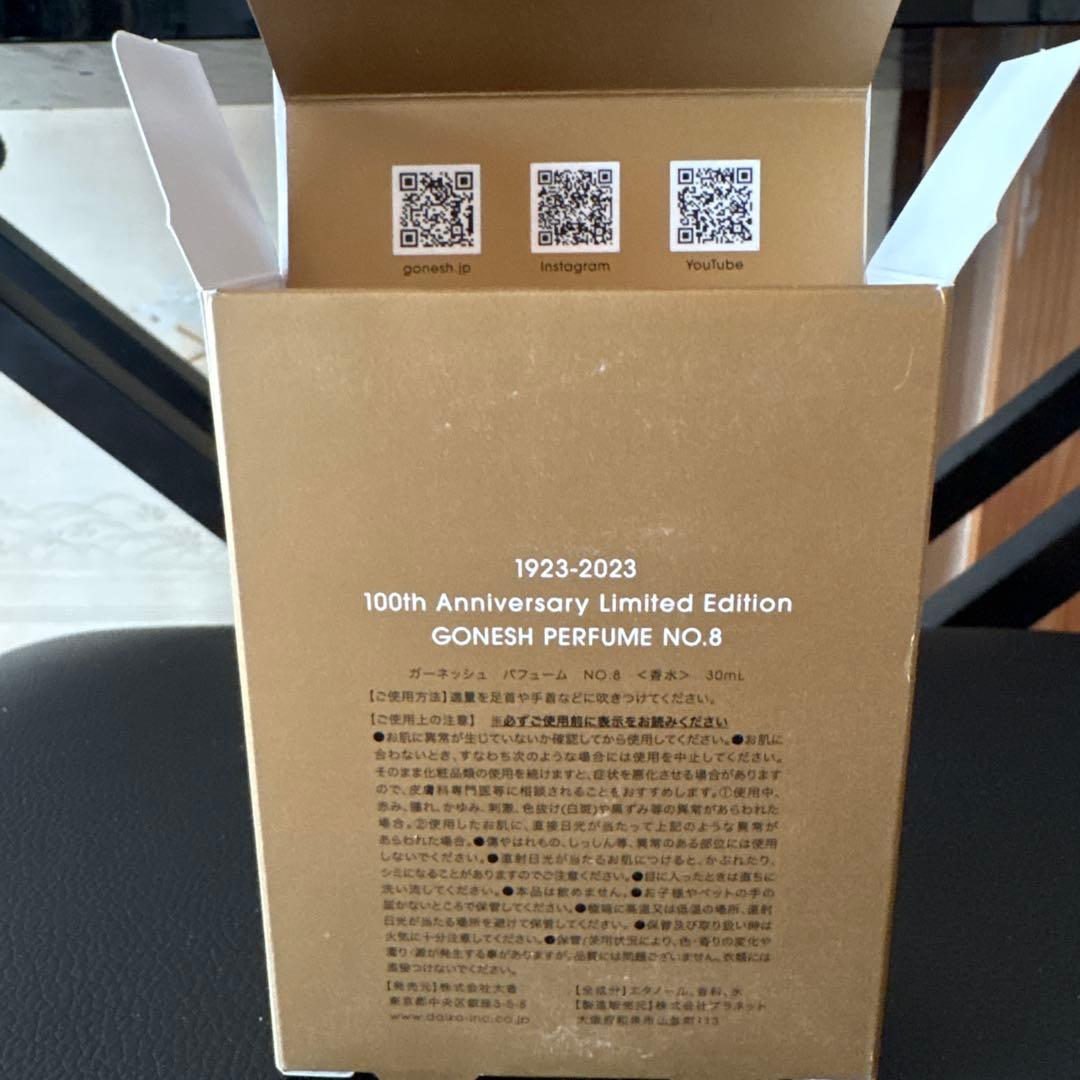 gonesh.jp
Instagram
YouTube
1923-2023
100th Anniversary Limited Edition
GONESH PERFUME NO.8
ガーネッシュ パフューム NO.8 <香水> 30mL
【ご使用方法】適量を足首や手首などに吹きつけてください。
【ご使用上の注意】 ※必ずご使用前に表示をお読みください
●お肌に異常が生じていないか確認してから使用してください。●お肌に
合わないとき、すなわち次のような場合には使用を中止してください。
そのまま化粧品類の使用を続けますと、症状を悪化させる場合があります
ので、皮膚科専門医等に相談されることをおすすめします。①使用中、
赤み、腫れ、かゆみ、刺激、色抜け(白斑)や黒ずみ等の異常があらわれた
場合。②使用したお肌に、直接日光が当たって上記のような異常が
あらわれた場合。●傷やはれもの、しっしん等、異常のある部位には使用
しないでください。●直射日光が当たるお肌につけると、かぶれたり、
シミになることがありますのでご注意ください。●目に入ったときは直ちに
洗い流してください。●本品は飲めません。●お子様やペットの手の
届かないところで保管してください。●極端に高温又は低温の場所、直射
日光が当たる場所を避けて保管してください。●保管及び取り扱い時は
火気に十分注意してください。●保管/使用状況により、色・香りの変化や
濁り・澱が発生する事がありますが、品質には問題ございません。衣類には
直接つけないでください。
【発売元】株式会社大香
東京都中央区銀座3-5-8
www.daiko-inc.co.jp
【全成分】エタノール、香料、水
【製造販売元】株式会社プラネット
大阪府和泉市山荘町113